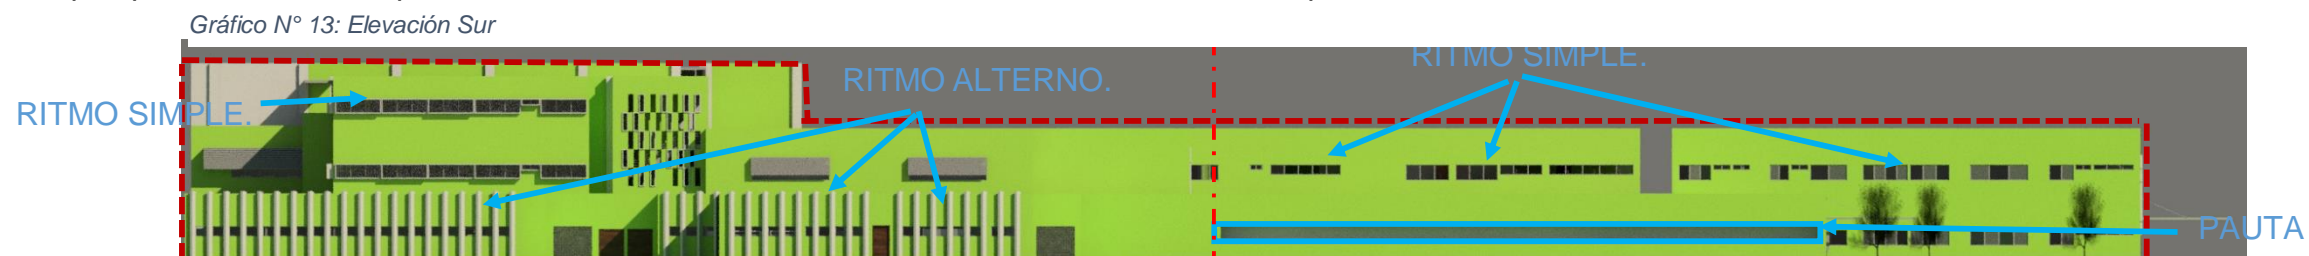 Gráfico N° 13: Elevación Sur
RITMO SIMPLE.
RITMO ALTERNO.
RITMO SIMPLE.
PAUTA